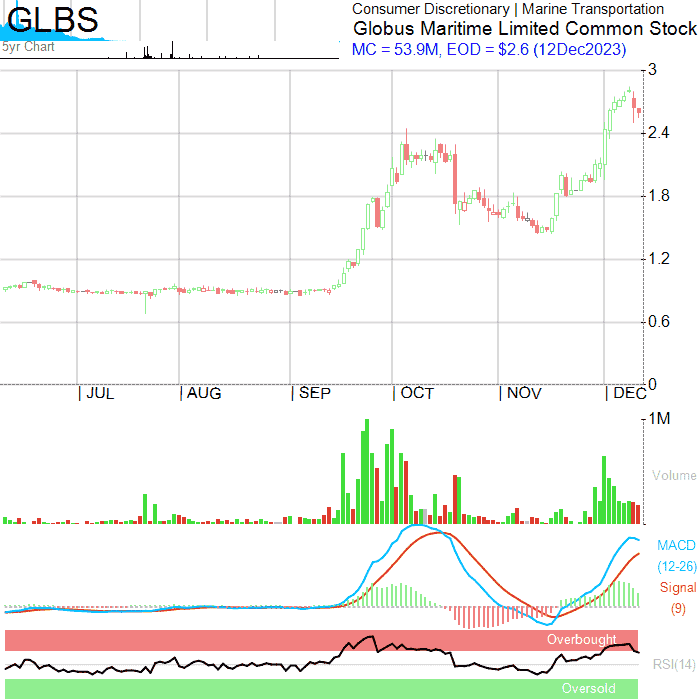 GLBS
Consumer Discretionary | Marine Transportation
Globus Maritime Limited Common Stock
MC = 53.9M, EOD = $2.6 (12Dec2023)
5yr Chart
3
2.4
1.8
1.2
0.6
0
| JUL | AUG | SEP | OCT | NOV | DEC
1M
Volume
MACD
(12-26)
Signal
(9)
Overbought
RSI(14)
Oversold